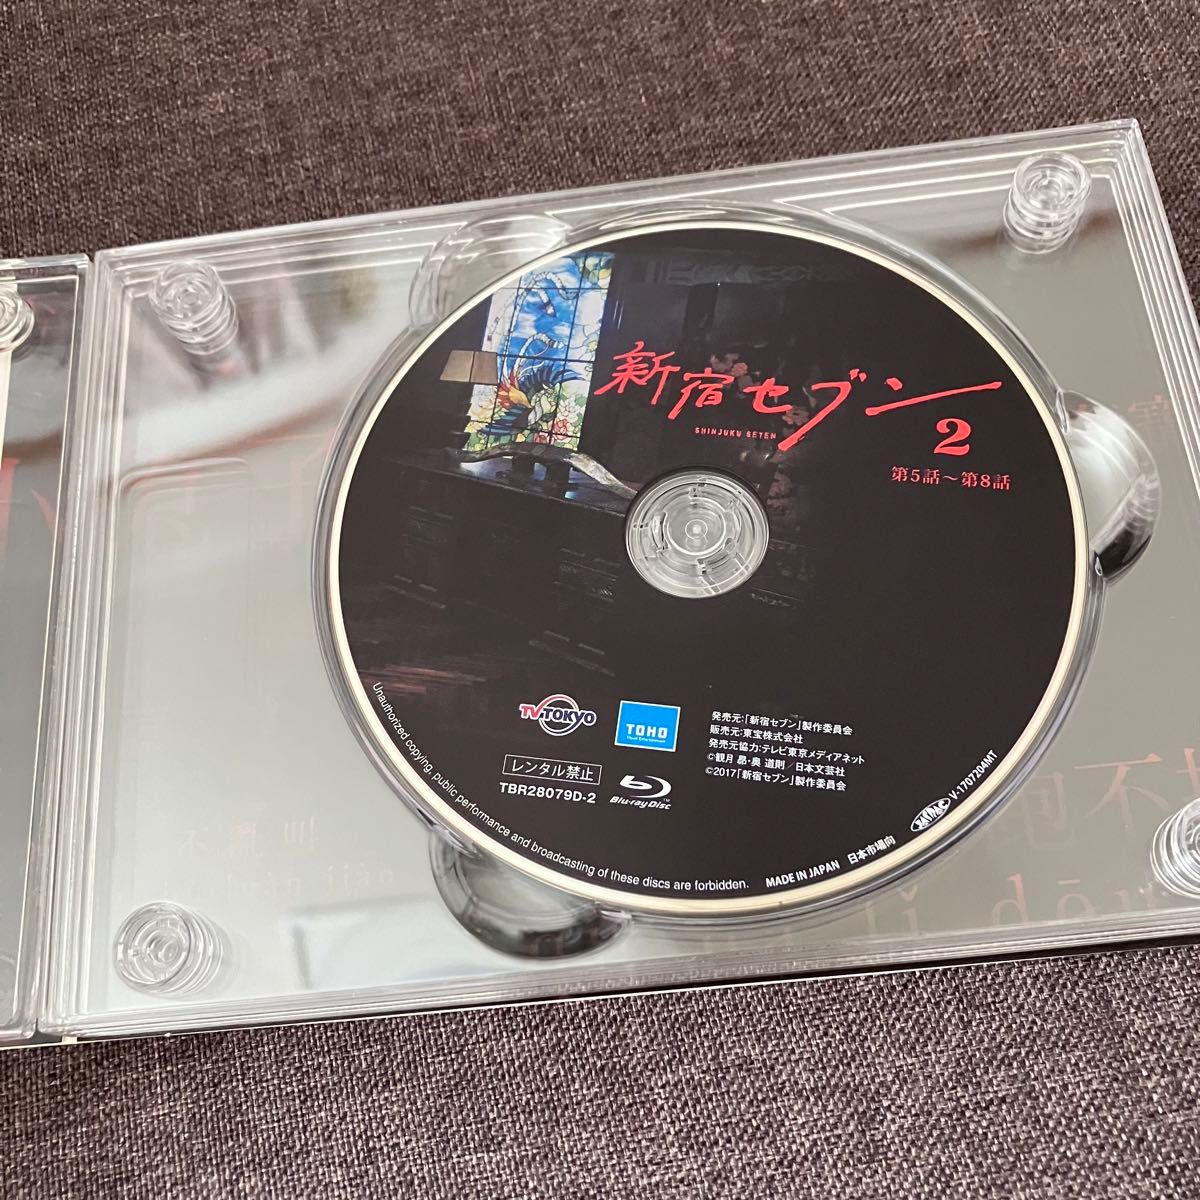 新宿セブン
SHINJUKU SEVEN
2
第5話～第8話
TV TOKYO
TOHO
Visual Entertainment
発売元:「新宿セブン」製作委員会
販売元:東宝株式会社
発売元協力:テレビ東京メディアネット
©観月 昴・奥 道則／日本文芸社
©2017「新宿セブン」製作委員会
レンタル禁止
TBR28079D-2
Blu-ray Disc
Unauthorized copying, public performance and broadcasting of these discs are forbidden.
MADE IN JAPAN 日本市場向
V-1707204MT